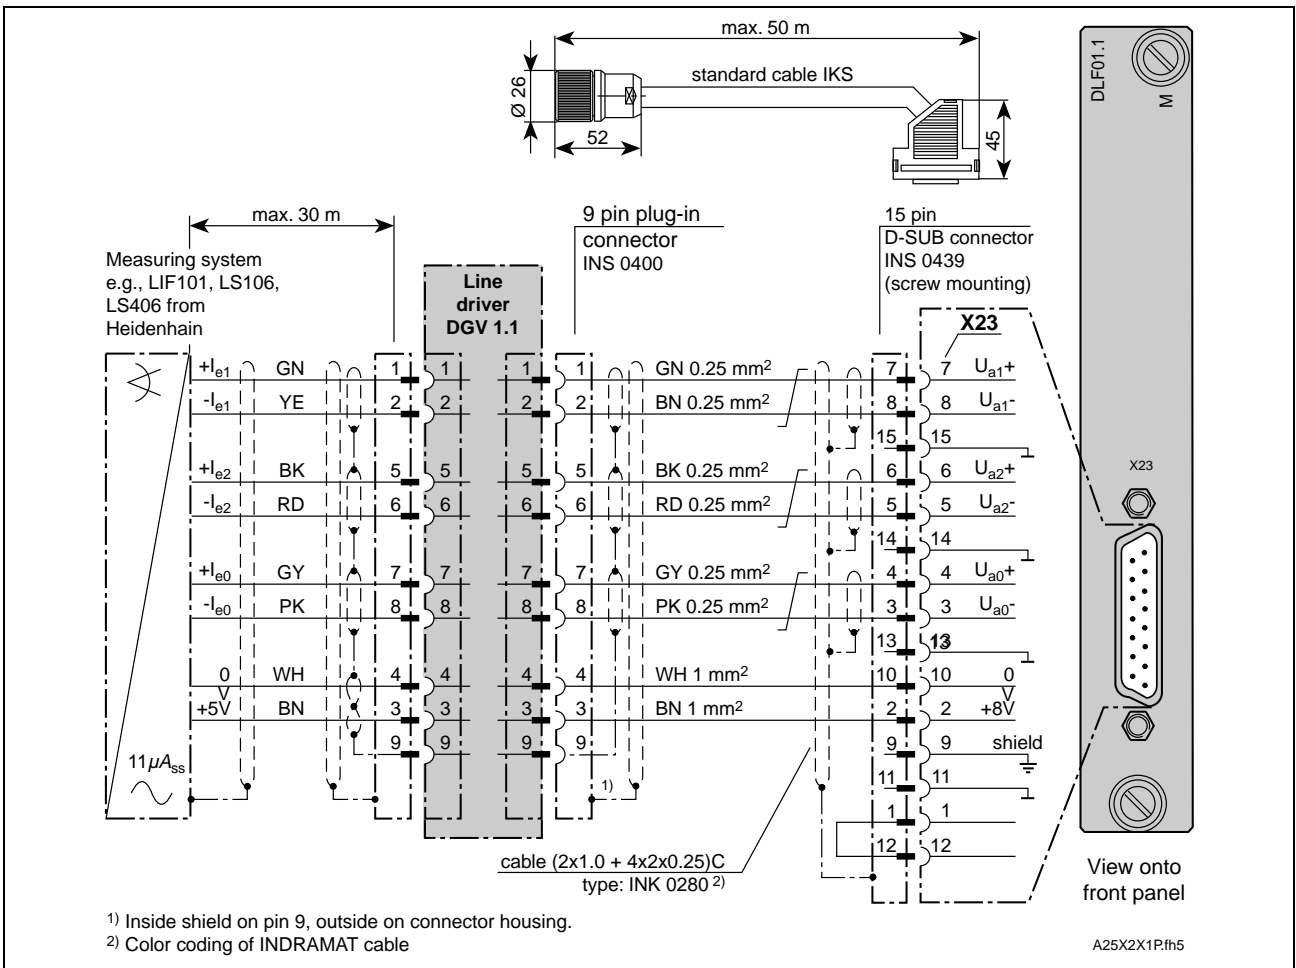 max. 50 m
standard cable IKS
Ø 26
52
45
DLF01.1
M
max. 30 m
9 pin plug-in
connector
INS 0400
15 pin
D-SUB connector
INS 0439
(screw mounting)
Measuring system
e.g., LIF101, LS106,
LS406 from
Heidenhain
Line
driver
DGV 1.1
X23
X23
+Ie1 GN 1 1 1 1 GN 0.25 mm2 7 7 Ua1+
-Ie1 YE 2 2 2 2 BN 0.25 mm2 8 8 Ua1-
15 15
+Ie2 BK 5 5 5 5 BK 0.25 mm2 6 6 Ua2+
-Ie2 RD 6 6 6 6 RD 0.25 mm2 5 5 Ua2-
14 14
+Ie0 GY 7 7 7 7 GY 0.25 mm2 4 4 Ua0+
-Ie0 PK 8 8 8 8 PK 0.25 mm2 3 3 Ua0-
13 13
0 V WH 4 4 4 4 WH 1 mm2 10 10 0 V
+5V BN 3 3 3 3 BN 1 mm2 2 2 +8V
9 9 9 9 9 9 shield
11µAss
1)
11 11
1 1
12 12
cable (2x1.0 + 4x2x0.25)C
type: INK 0280 2)
View onto
front panel
1) Inside shield on pin 9, outside on connector housing.
2) Color coding of INDRAMAT cable
A25X2X1P.fh5